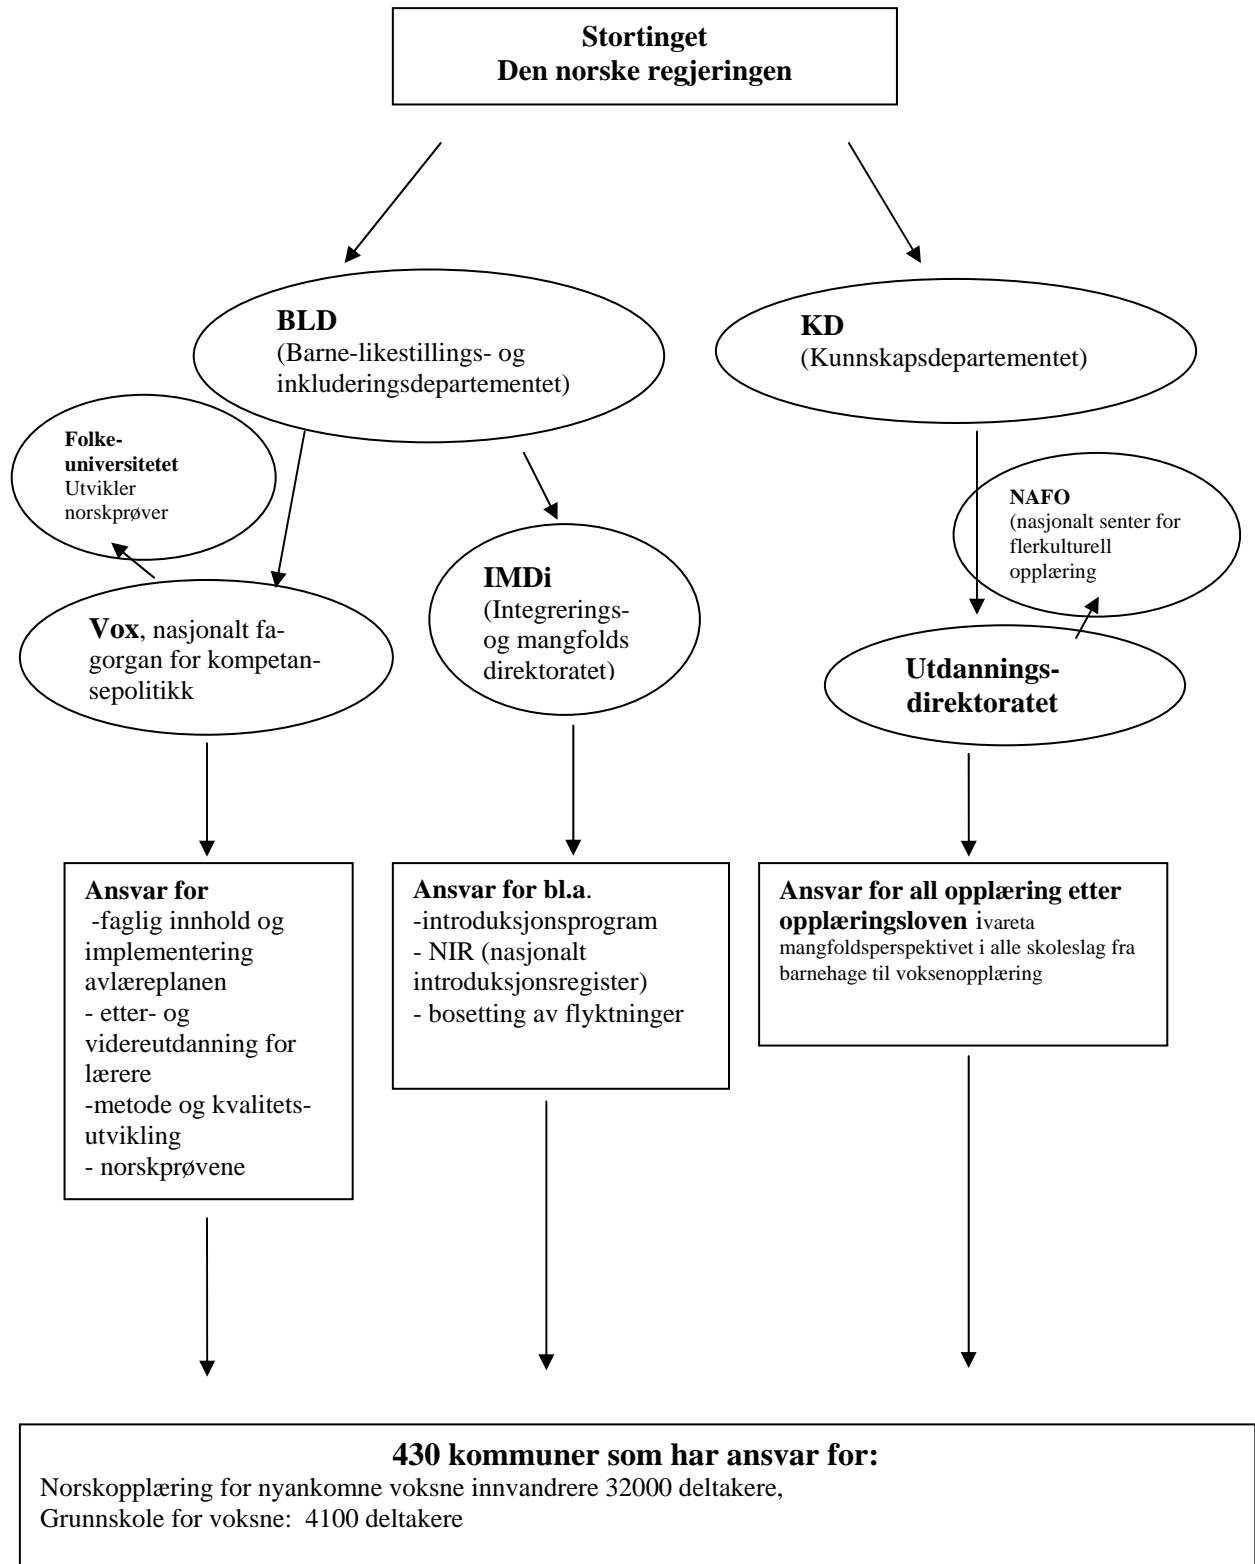 Stortinget
Den norske regjeringen
BLD
(Barne-likestillings- og
inkluderingsdepartementet)
KD
(Kunnskapsdepartementet)
Folke-
universitetet
Utvikler
norskprøver
NAFO
(nasjonalt senter for
flerkulturell
opplæring
Vox, nasjonalt fa-
gorgan for kompetan-
sepolitikk
IMDi
(Integrerings-
og mangfolds
direktoratet)
Utdannings-
direktoratet
Ansvar for
-faglig innhold og
implementering
avlæreplanen
- etter- og
videreutdanning for
lærere
-metode og kvalitets-
utvikling
- norskprøvene
Ansvar for bl.a.
-introduksjonsprogram
- NIR (nasjonalt
introduksjonsregister)
- bosetting av flyktninger
Ansvar for all opplæring etter
opplæringsloven ivareta
mangfoldsperspektivet i alle skoleslag fra
barnehage til voksenopplæring
430 kommuner som har ansvar for:
Norskopplæring for nyankomne voksne innvandrere 32000 deltakere,
Grunnskole for voksne: 4100 deltakere